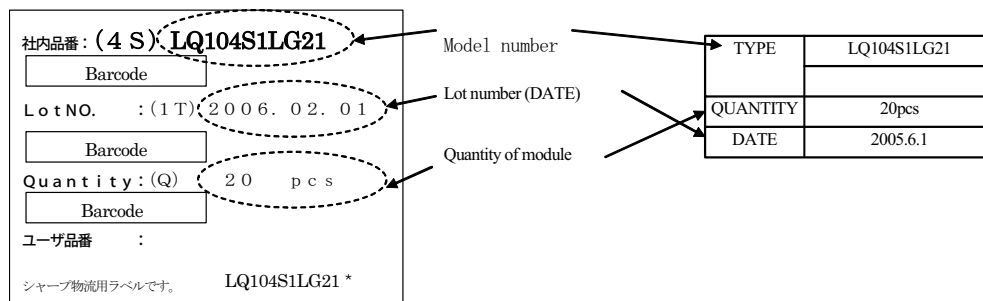 社内品番：(４Ｓ) LQ104S1LG21
Barcode
ＬｏｔNO. ：(１Ｔ) ２００６．０２．０１
Barcode
Ｑｕａｎｔｉｔｙ：(Ｑ) ２０ ｐｃｓ
Barcode
ユーザ品番 ：
シャープ物流用ラベルです。 LQ104S1LG21 *
Model number
Lot number (DATE)
Quantity of module
TYPE LQ104S1LG21
QUANTITY 20pcs
DATE 2005.6.1